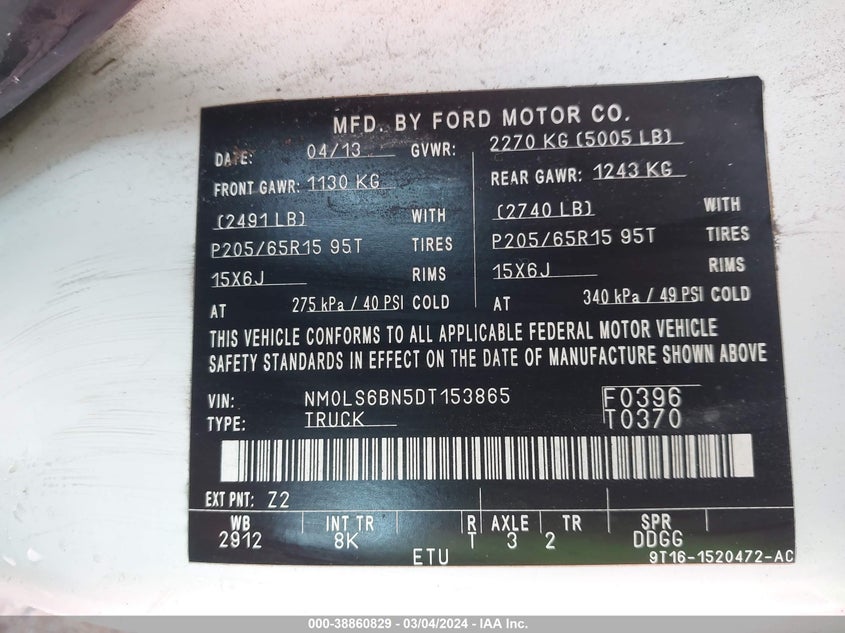 MFD. BY FORD MOTOR CO.
DATE: 04/13 GVWR: 2270 KG (5005 LB)
FRONT GAWR: 1130 KG REAR GAWR: 1243 KG
(2491 LB) WITH (2740 LB) WITH
P205/65R15 95T TIRES P205/65R15 95T TIRES
15X6J RIMS 15X6J RIMS
AT 275 kPa / 40 PSI COLD AT 340 kPa / 49 PSI COLD
THIS VEHICLE CONFORMS TO ALL APPLICABLE FEDERAL MOTOR VEHICLE
SAFETY STANDARDS IN EFFECT ON THE DATE OF MANUFACTURE SHOWN ABOVE
VIN: NM0LS6BN5DT153865 F0396
TYPE: TRUCK T0370
EXT PNT: Z2
WB INT TR R AXLE TR SPR
2912 8K T 3 2 DDGG
ETU 9T16-1520472-AC
000-38860829 - 03/04/2024 - IAA Inc.